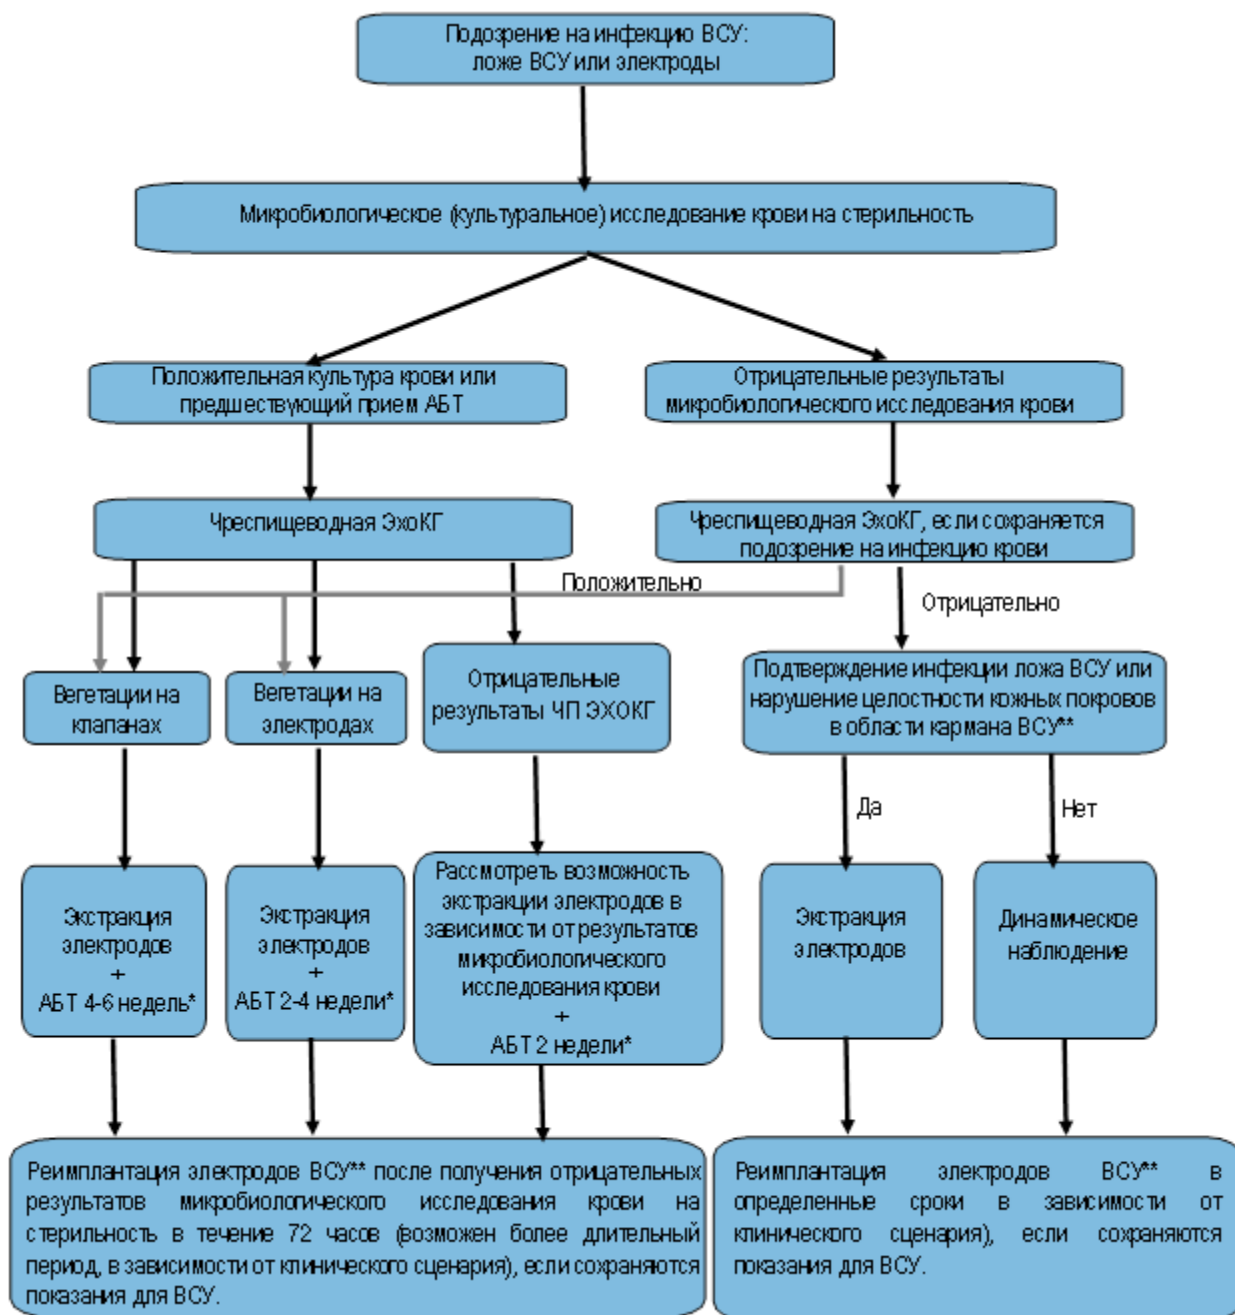 Подозрение на инфекцию ВСУ:
ложе ВСУ или электроды
Микробиологическое (культуральное) исследование крови на стерильность
Положительная культура крови или
предшествующий прием АБТ
Отрицательные результаты
микробиологического исследования крови
Чреспищеводная ЭхоКГ
Чреспищеводная ЭхоКГ, если сохраняется
подозрение на инфекцию крови
Положительно
Отрицательно
Вегетации на
клапанах
Вегетации на
электродах
Отрицательные
результаты ЧП ЭХОКГ
Подтверждение инфекции ложа ВСУ или
нарушение целостности кожных покровов
в области кармана ВСУ**
Да
Нет
Экстракция
электродов
+
АБТ 4-6 недель*
Экстракция
электродов
+
АБТ 2-4 недели*
Рассмотреть возможность
экстракции электродов в
зависимости от результатов
микробиологического
исследования крови
+
АБТ 2 недели*
Экстракция
электродов
Динамическое
наблюдение
Реимплантация электродов ВСУ** после получения отрицательных
результатов микробиологического исследования крови на
стерильность в течение 72 часов (возможен более длительный
период, в зависимости от клинического сценария), если сохраняются
показания для ВСУ.
Реимплантация электродов ВСУ** в
определенные сроки в зависимости от
клинического сценария), если сохраняются
показания для ВСУ.